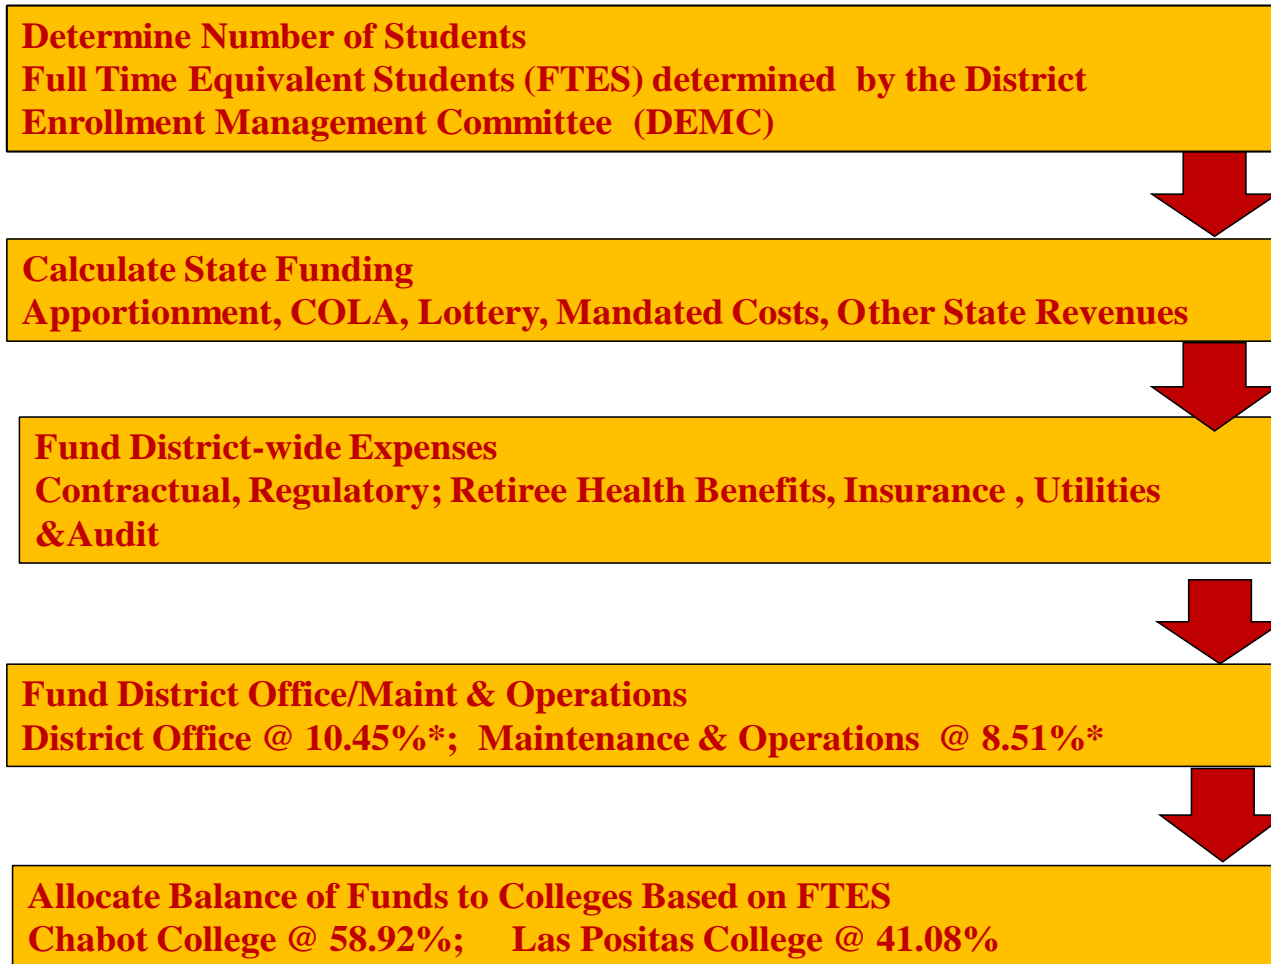 Determine Number of Students
Full Time Equivalent Students (FTES) determined by the District
Enrollment Management Committee (DEMC)
Calculate State Funding
Apportionment, COLA, Lottery, Mandated Costs, Other State Revenues
Fund District-wide Expenses
Contractual, Regulatory; Retiree Health Benefits, Insurance , Utilities
&Audit
Fund District Office/Maint & Operations
District Office @ 10.45%*; Maintenance & Operations @ 8.51%*
Allocate Balance of Funds to Colleges Based on FTES
Chabot College @ 58.92%; Las Positas College @ 41.08%